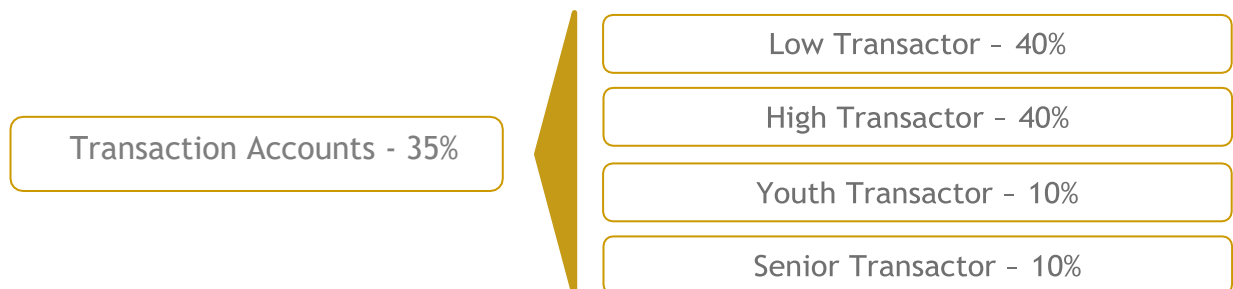 Transaction Accounts - 35%
Low Transactor – 40%
High Transactor – 40%
Youth Transactor – 10%
Senior Transactor – 10%